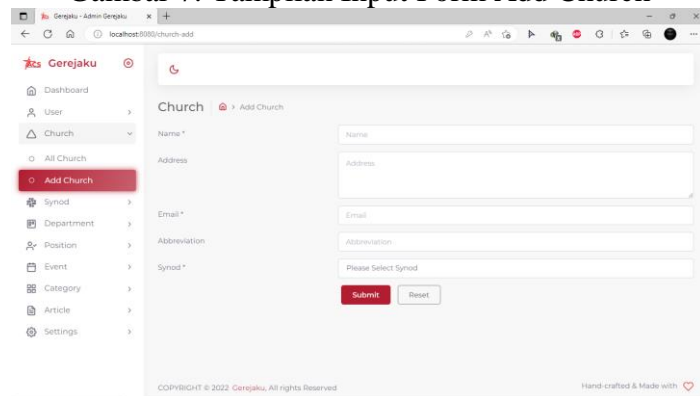 Gambar 7. Tampilan Input Form Add Church
Gerejaku - Admin Gerejaku
localhost:8080/church-add
Gerejaku
Dashboard
User
Church
All Church
Add Church
Synod
Department
Position
Event
Category
Article
Settings
Church Add Church
Name * Name
Address Address
Email * Email
Abbreviation Abbreviation
Synod * Please Select Synod
Submit Reset
COPYRIGHT © 2022 Gerejaku, All rights Reserved
Hand-crafted & Made with